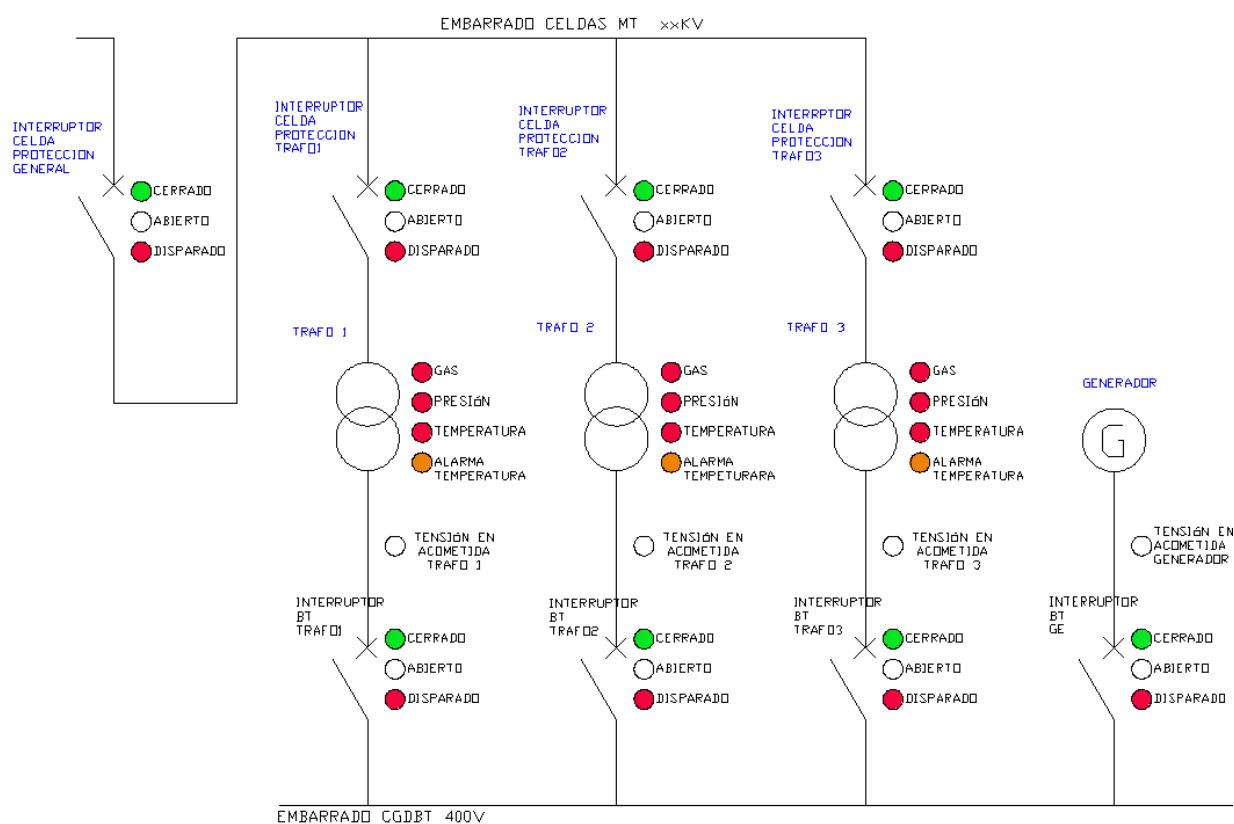 EMBARRADO CELDAS MT xxKV
INTERRUPTOR
CELDA
PROTECCION
GENERAL
CERRADO
ABIERTO
DISPARADO
INTERRUPTOR
CELDA
PROTECCION
TRAFO1
CERRADO
ABIERTO
DISPARADO
INTERRUPTOR
CELDA
PROTECCION
TRAFO2
CERRADO
ABIERTO
DISPARADO
INTERRPTOR
CELDA
PROTECCION
TRAFO3
CERRADO
ABIERTO
DISPARADO
TRAFO 1
GAS
PRESIóN
TEMPERATURA
ALARMA
TEMPERATURA
TRAFO 2
GAS
PRESIóN
TEMPERATURA
ALARMA
TEMPETURARA
TRAFO 3
GAS
PRESIóN
TEMPERATURA
ALARMA
TEMPERATURA
GENERADOR
G
TENSIóN EN
ACOMETIDA
TRAFO 1
TENSIóN EN
ACOMETIDA
TRAFO 2
TENSIóN EN
ACOMETIDA
TRAFO 3
TENSIóN EN
ACOMETIDA
GENERADOR
INTERRUPTOR
BT
TRAFO1
CERRADO
ABIERTO
DISPARADO
INTERRUPTOR
BT
TRAFO2
CERRADO
ABIERTO
DISPARADO
INTERRUPTOR
BT
TRAFO3
CERRADO
ABIERTO
DISPARADO
INTERRUPTOR
BT
GE
CERRADO
ABIERTO
DISPARADO
EMBARRADO CGDBT 400V